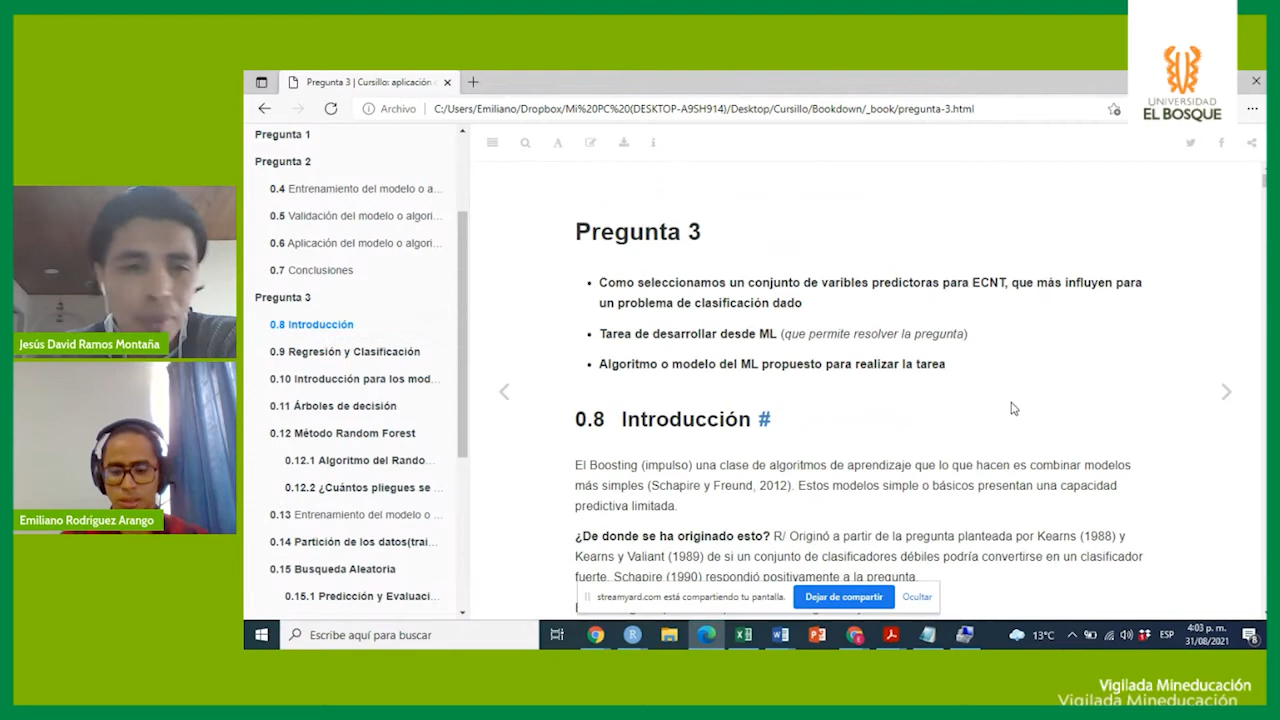 UNIVERSIDAD
EL BOSQUE
Pregunta 3 | Cursillo: aplicación
Archivo
C:/Users/Emiliano/Dropbox/Mi%20PC%20(DESKTOP-A95H914)/Desktop/Cursillo/Bookdown/_book/pregunta-3.html
Pregunta 1
Pregunta 2
0.4 Entrenamiento del modelo o a...
0.5 Validación del modelo o algori...
0.6 Aplicación del modelo o algori...
0.7 Conclusiones
Pregunta 3
0.8 Introducción
0.9 Regresión y Clasificación
0.10 Introducción para los mod...
0.11 Árboles de decisión
0.12 Método Random Forest
0.12.1 Algoritmo del Rando...
0.12.2 ¿Cuántos pliegues se ...
0.13 Entrenamiento del modelo o ...
0.14 Partición de los datos(trai...
0.15 Busqueda Aleatoria
0.15.1 Predicción y Evaluaci...
Pregunta 3
• Como seleccionamos un conjunto de varibles predictoras para ECNT, que más influyen para
un problema de clasificación dado
• Tarea de desarrollar desde ML (que permite resolver la pregunta)
• Algoritmo o modelo del ML propuesto para realizar la tarea
0.8 Introducción #
El Boosting (impulso) una clase de algoritmos de aprendizaje que lo que hacen es combinar modelos
más simples (Schapire y Freund, 2012). Estos modelos simple o básicos presentan una capacidad
predictiva limitada.
¿De donde se ha originado esto? R/ Originó a partir de la pregunta planteada por Kearns (1988) y
Kearns y Valiant (1989) de si un conjunto de clasificadores débiles podría convertirse en un clasificador
fuerte. Schapire (1990) respondió positivamente a la pregunta.
streamyard.com está compartiendo tu pantalla.
Dejar de compartir
Ocultar
Jesús David Ramos Montaña
Emiliano Rodríguez Arango
Escribe aquí para buscar
13°C
ESP
4:03 p. m.
31/08/2021
Vigilada Mineducación
Vigilada Mineducación